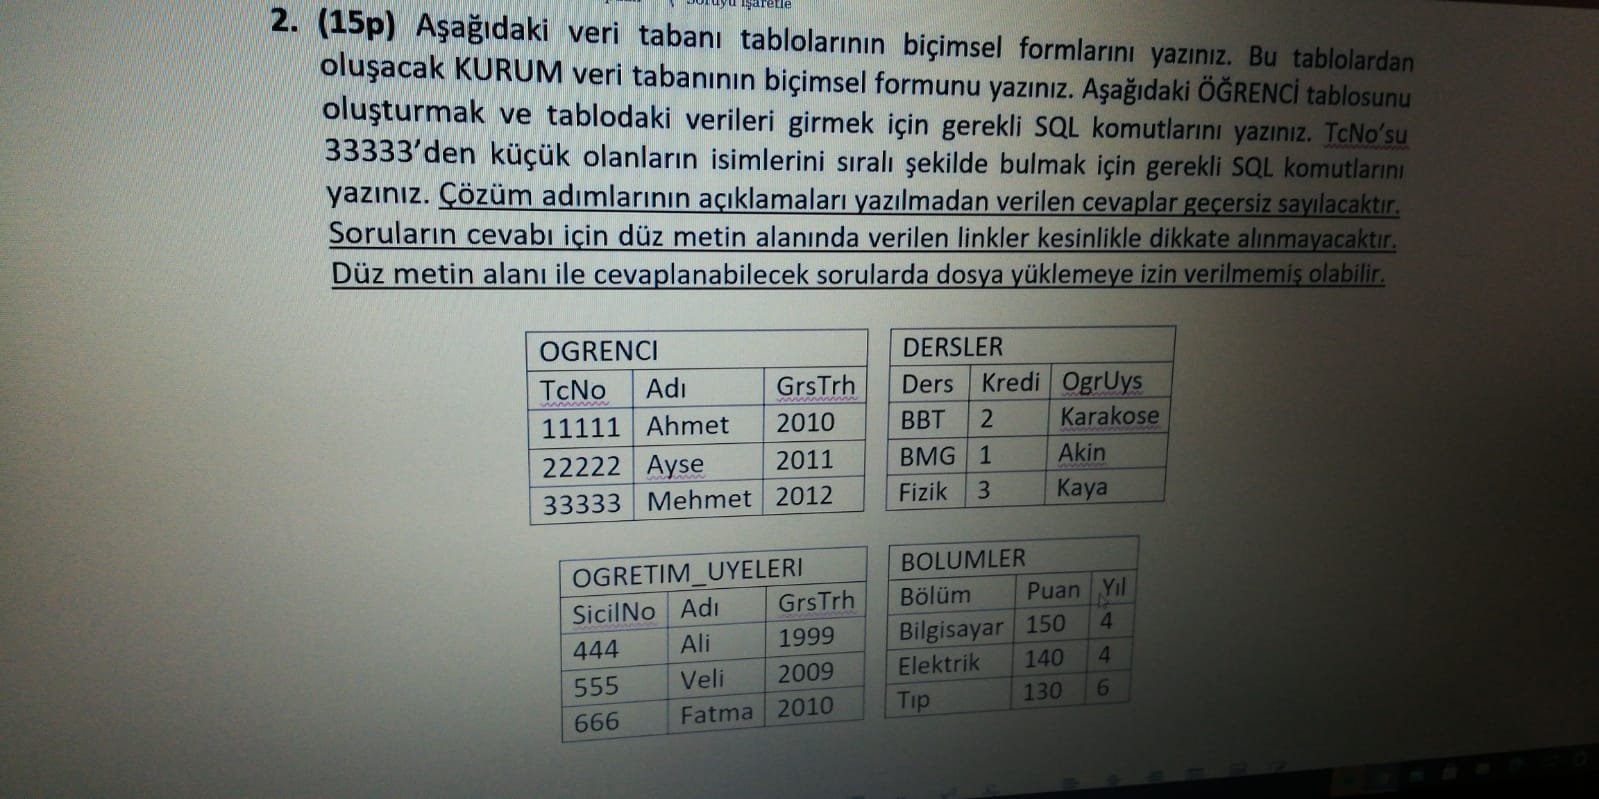 Soruyu işaretle
2. (15p) Aşağıdaki veri tabanı tablolarının biçimsel formlarını yazınız. Bu tablolardan
oluşacak KURUM veri tabanının biçimsel formunu yazınız. Aşağıdaki ÖĞRENCİ tablosunu
oluşturmak ve tablodaki verileri girmek için gerekli SQL komutlarını yazınız. TcNo'su
33333'den küçük olanların isimlerini sıralı şekilde bulmak için gerekli SQL komutlarını
yazınız. Çözüm adımlarının açıklamaları yazılmadan verilen cevaplar geçersiz sayılacaktır.
Soruların cevabı için düz metin alanında verilen linkler kesinlikle dikkate alınmayacaktır.
Düz metin alanı ile cevaplanabilecek sorularda dosya yüklemeye izin verilmemiş olabilir.
OGRENCI
TcNo Adı GrsTrh
11111 Ahmet 2010
22222 Ayse 2011
33333 Mehmet 2012
DERSLER
Ders Kredi OgrUys
BBT 2 Karakose
BMG 1 Akin
Fizik 3 Kaya
OGRETIM_UYELERI
SicilNo Adı GrsTrh
444 Ali 1999
555 Veli 2009
666 Fatma 2010
BOLUMLER
Bölüm Puan Yıl
Bilgisayar 150 4
Elektrik 140 4
Tıp 130 6